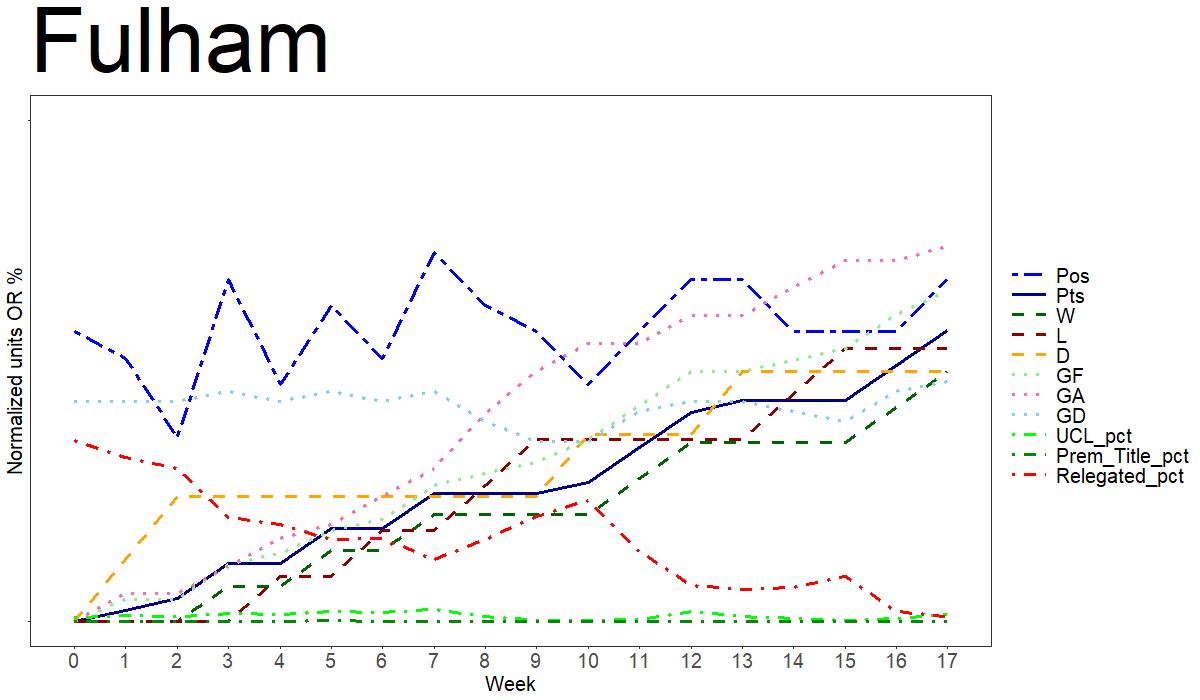 Fulham
Normalized units OR %
Pos
Pts
W
L
D
GF
GA
GD
UCL_pct
Prem_Title_pct
Relegated_pct
0 1 2 3 4 5 6 7 8 9 10 11 12 13 14 15 16 17
Week